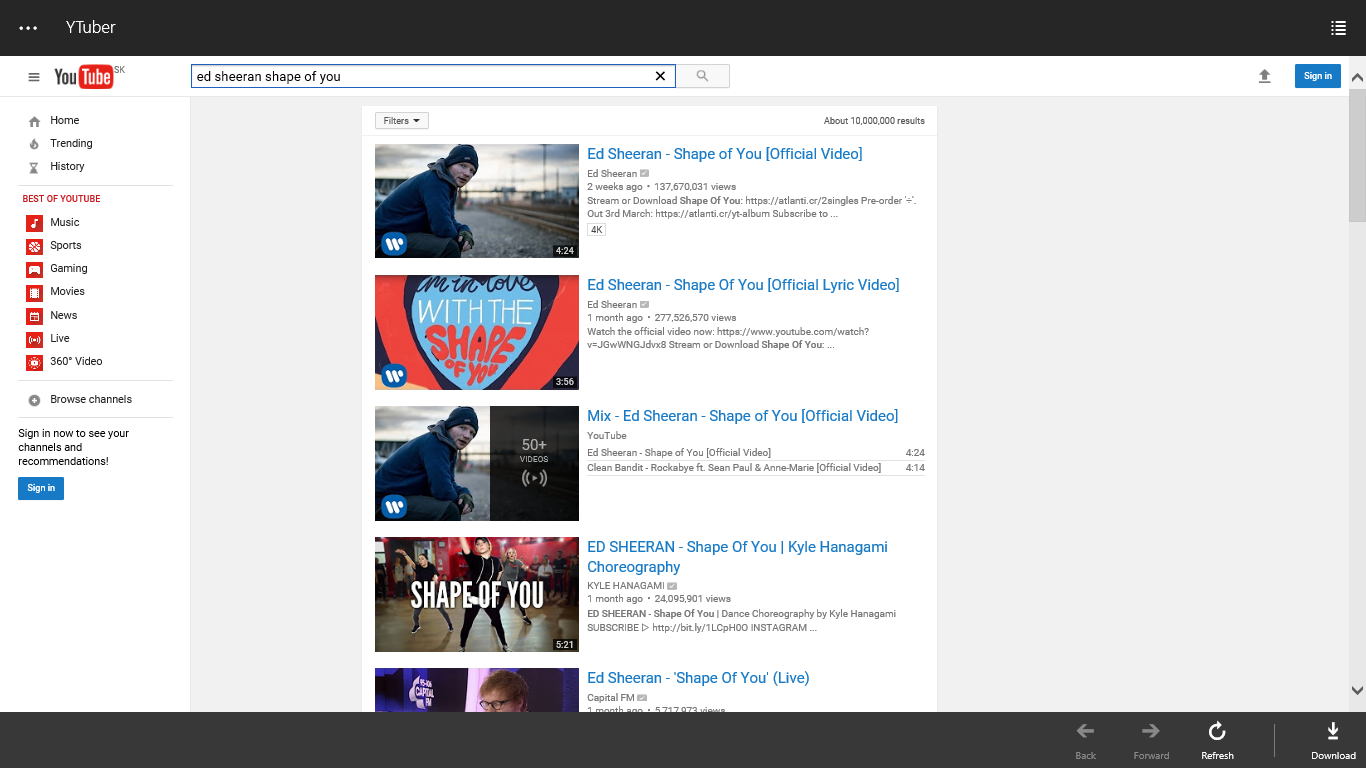 YTuber
YouTube SK
ed sheeran shape of you
Sign in
Home
Trending
History
BEST OF YOUTUBE
Music
Sports
Gaming
Movies
News
Live
360° Video
Browse channels
Sign in now to see your
channels and
recommendations!
Sign in
Filters
About 10,000,000 results
4:24
Ed Sheeran - Shape of You [Official Video]
Ed Sheeran
2 weeks ago • 137,670,031 views
Stream or Download Shape Of You: https://atlanti.cr/2singles Pre-order '÷'.
Out 3rd March: https://atlanti.cr/yt-album Subscribe to ...
4K
I'm in love
WITH THE
SHAPE
OF YOU
3:56
Ed Sheeran - Shape Of You [Official Lyric Video]
Ed Sheeran
1 month ago • 277,526,570 views
Watch the official video now: https://www.youtube.com/watch?
v=JGwWNGJdvx8 Stream or Download Shape Of You: ...
50+
VIDEOS
Mix - Ed Sheeran - Shape of You [Official Video]
YouTube
Ed Sheeran - Shape of You [Official Video] 4:24
Clean Bandit - Rockabye ft. Sean Paul & Anne-Marie [Official Video] 4:14
SHAPE OF YOU
5:21
ED SHEERAN - Shape Of You | Kyle Hanagami
Choreography
KYLE HANAGAMI
1 month ago • 24,095,901 views
ED SHEERAN - Shape Of You | Dance Choreography by Kyle Hanagami
SUBSCRIBE ▷ http://bit.ly/1LCpH0O INSTAGRAM ...
95-106
CAPITAL
FM
Ed Sheeran - 'Shape Of You' (Live)
Capital FM
1 month ago • 5,717,973 views
Back
Forward
Refresh
Download